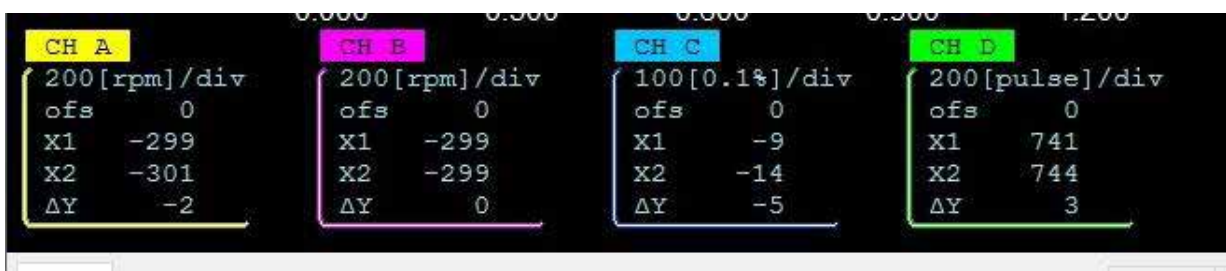 CH A
200[rpm]/div
ofs 0
X1 -299
X2 -301
ΔY -2
CH B
200[rpm]/div
ofs 0
X1 -299
X2 -299
ΔY 0
CH C
100[0.1%]/div
ofs 0
X1 -9
X2 -14
ΔY -5
CH D
200[pulse]/div
ofs 0
X1 741
X2 744
ΔY 3